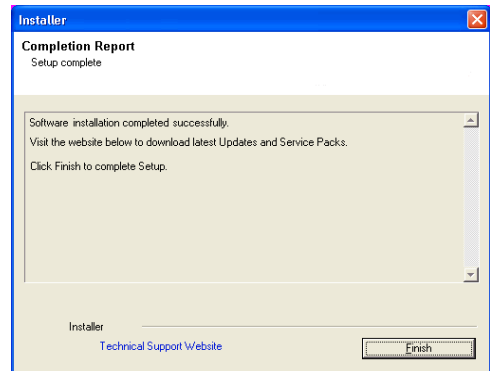 Installer
Completion Report
Setup complete
Software installation completed successfully.
Visit the website below to download latest Updates and Service Packs.
Click Finish to complete Setup.
Installer
Technical Support Website
Finish